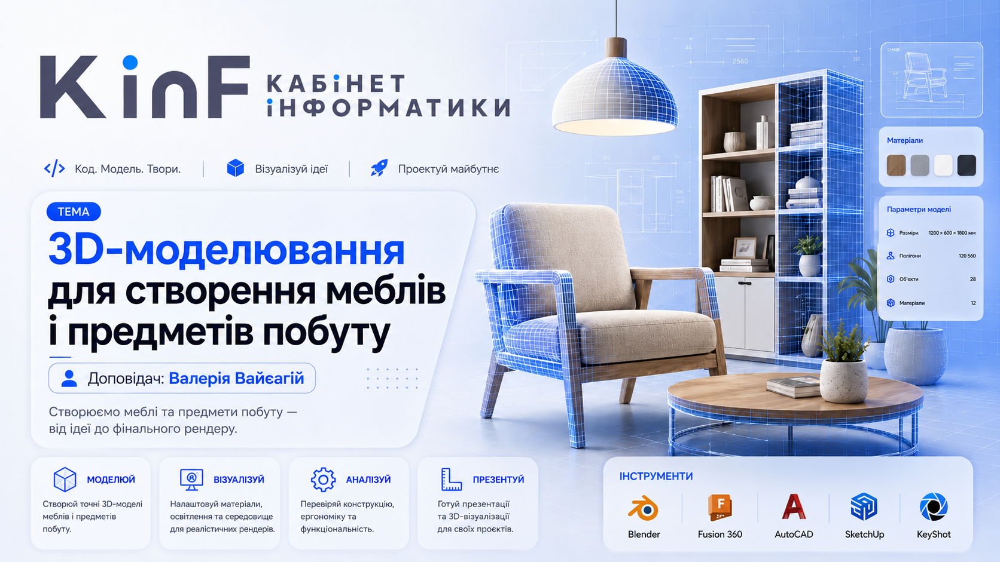 KinF
КАБіНЕТ
іНФОРМАТИКИ
Код. Модель. Твори.
Візуалізуй ідеї
Проектуй майбутнє
ТЕМА
3D-моделювання
для створення меблів
і предметів побуту
Доповідач: Валерія Вайєагій
Створюємо меблі та предмети побуту —
від ідеї до фінального рендеру.
МОДЕЛЮЙ
Створюй точні 3D-моделі
меблів і предметів
побуту.
ВІЗУАЛІЗУЙ
Налаштовуй матеріали,
освітлення та середовище
для реалістичних рендерів.
АНАЛІЗУЙ
Перевіряй конструкцію,
ергономіку та
функціональність.
ПРЕЗЕНТУЙ
Готуй презентації
та 3D-візуалізації
для своїх проєктів.
20
2560
600
600
CHAIR
Матеріали
Параметри моделі
Розміри 1200 × 600 × 1800 мм
Полігони 120 560
Об'єкти 28
Матеріали 12
ІНСТРУМЕНТИ
F
Blender
Fusion 360
AutoCAD
SketchUp
KeyShot